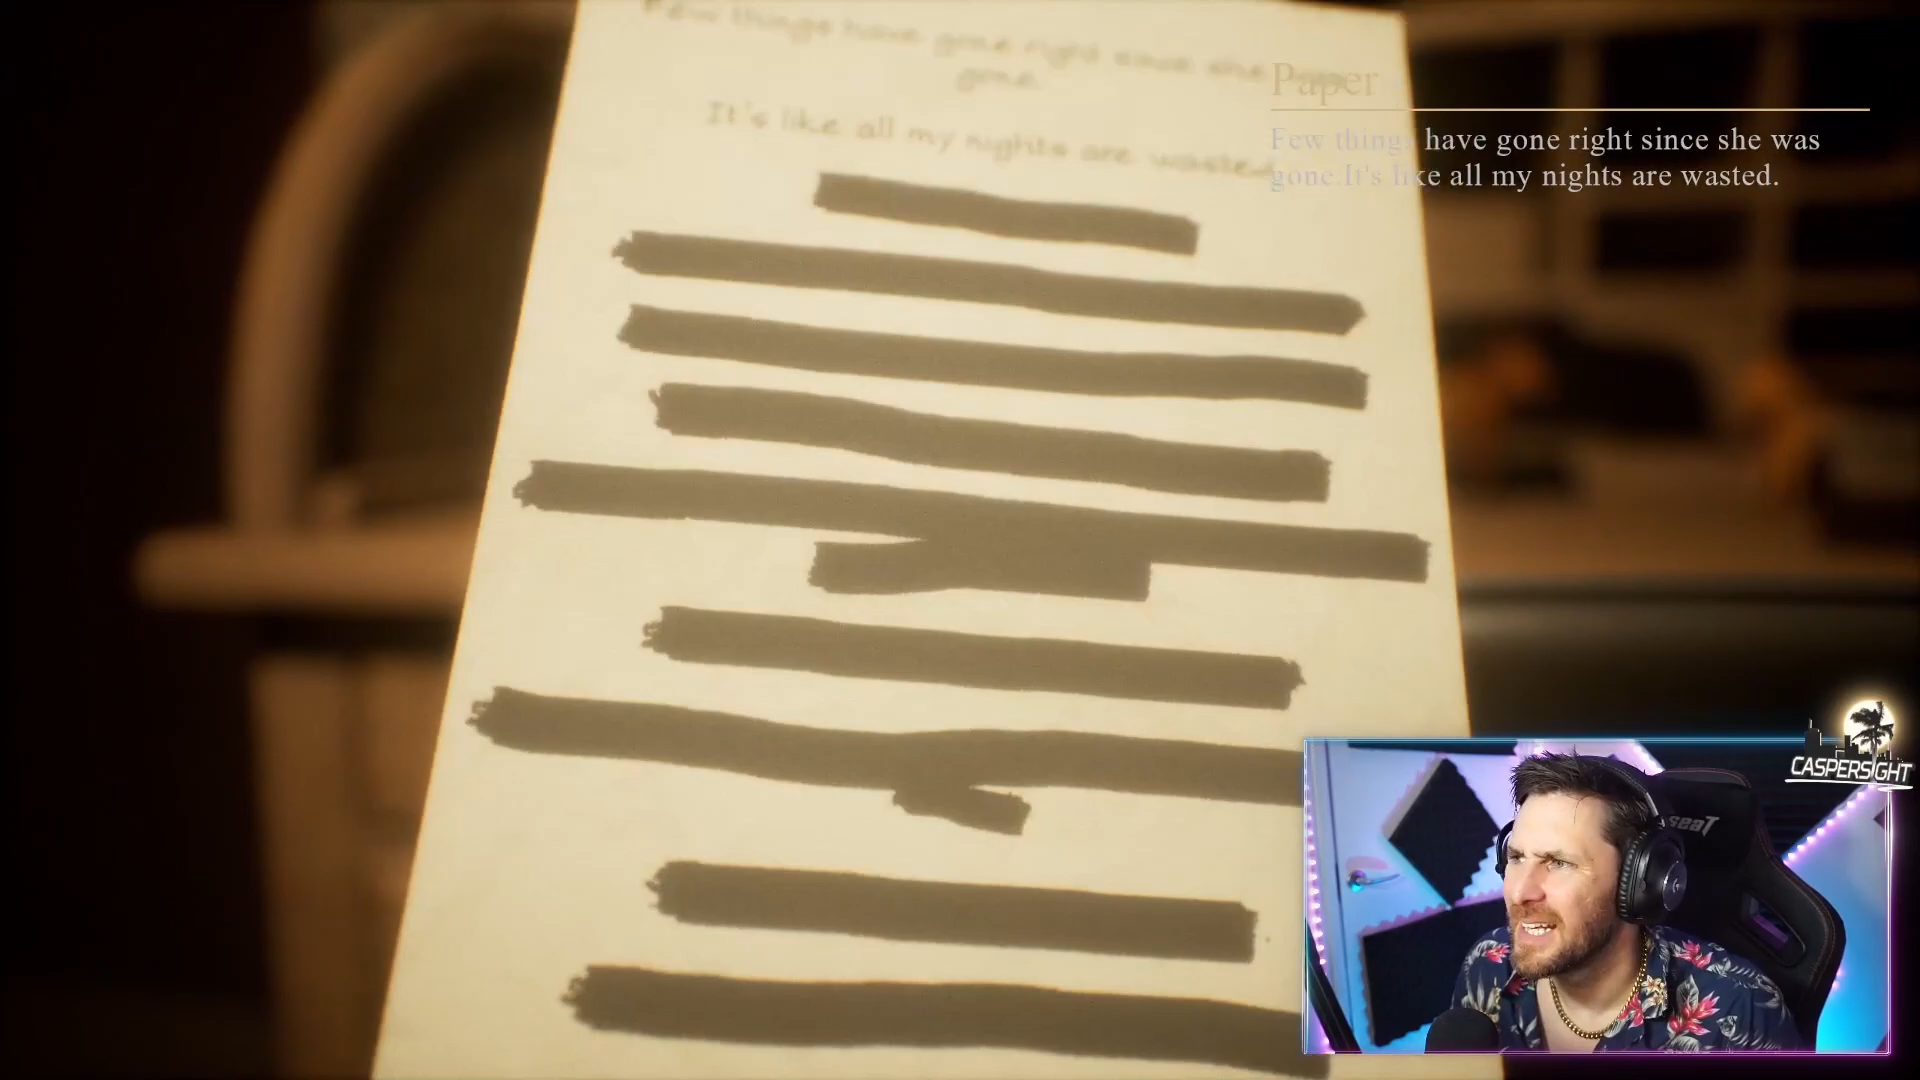 Few things have gone right since she
gone.
It's like all my nights are wasted
Paper
Few things have gone right since she was
gone.It's like all my nights are wasted.
CASPERSIGHT
seaT